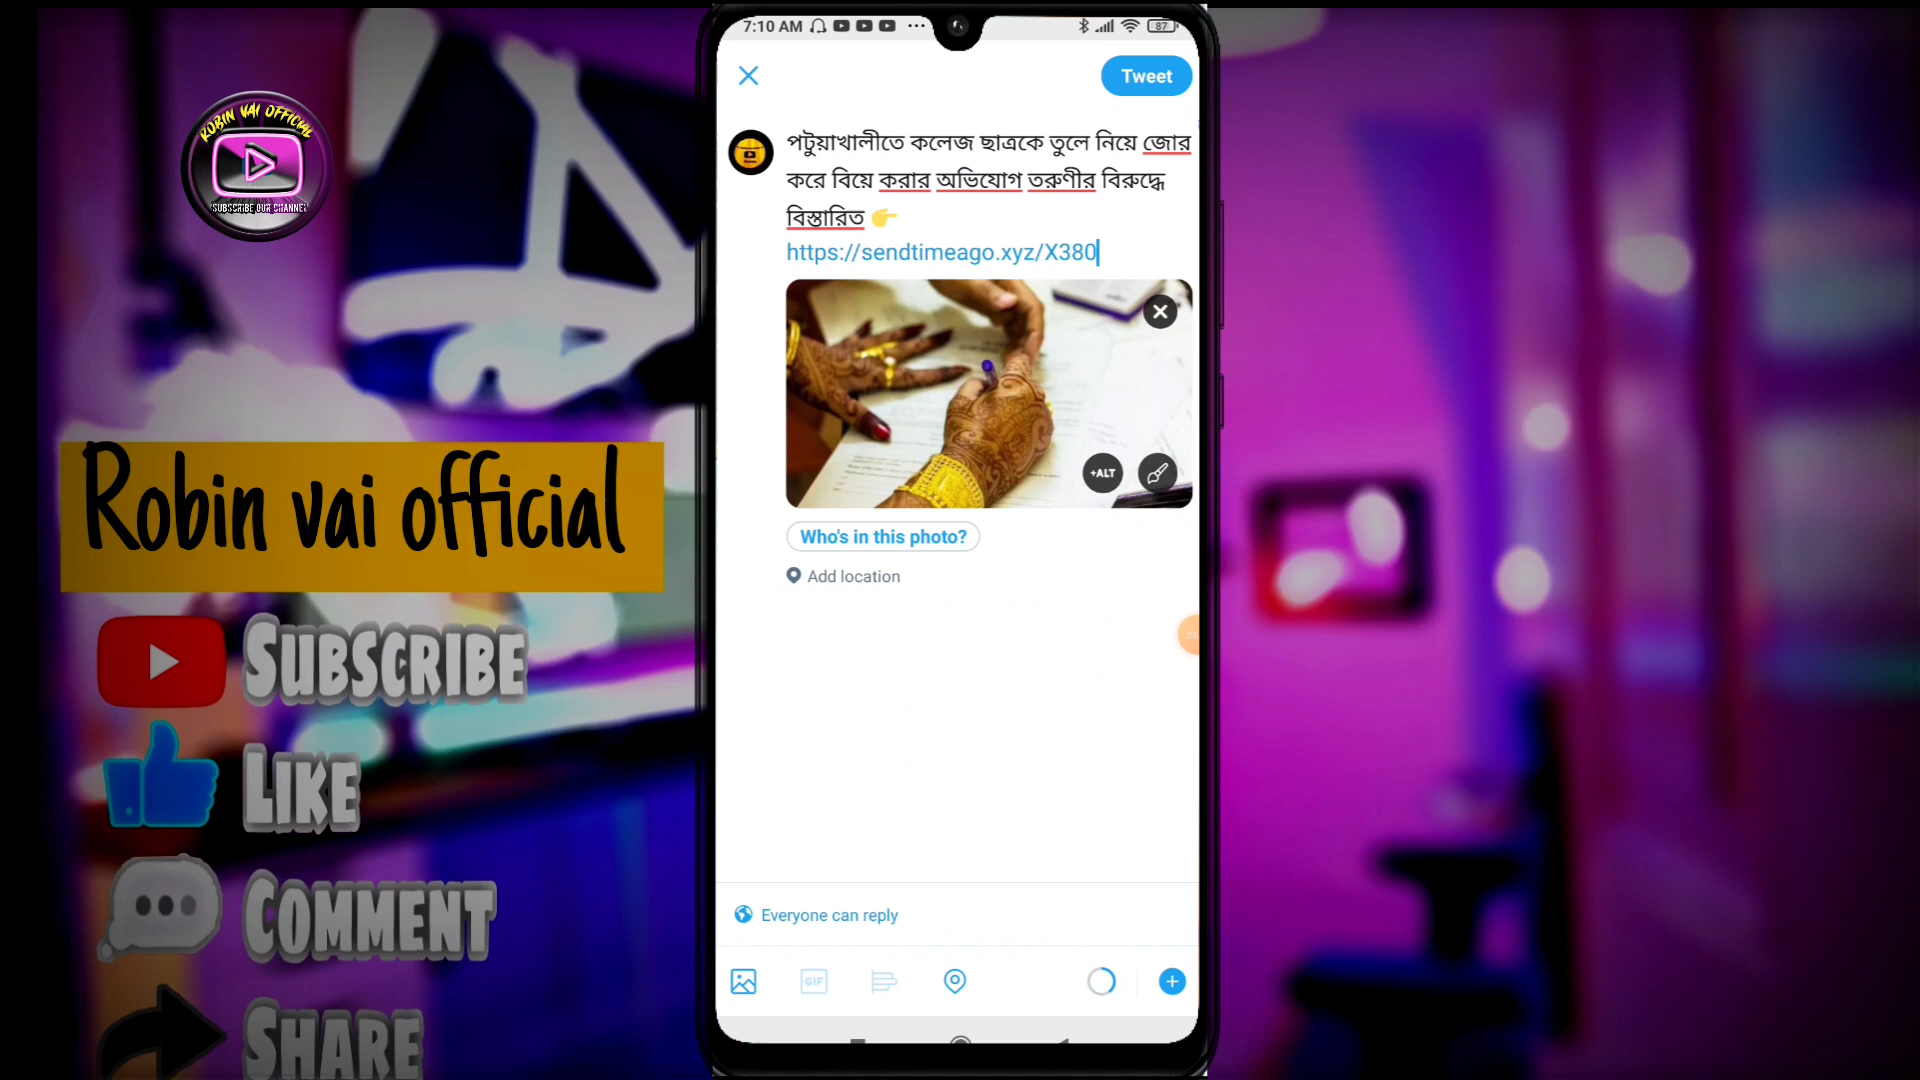 ROBIN VAI OFFICIAL
SUBSCRIBE OUR CHANNEL
Robin vai official
SUBSCRIBE
LIKE
COMMENT
SHARE
7:10 AM
87
Tweet
পটুয়াখালীতে কলেজ ছাত্রকে তুলে নিয়ে জোর
করে বিয়ে করার অভিযোগ তরুণীর বিরুদ্ধে
বিস্তারিত 👉
https://sendtimeago.xyz/X380
+ALT
Who's in this photo?
Add location
Everyone can reply
GIF